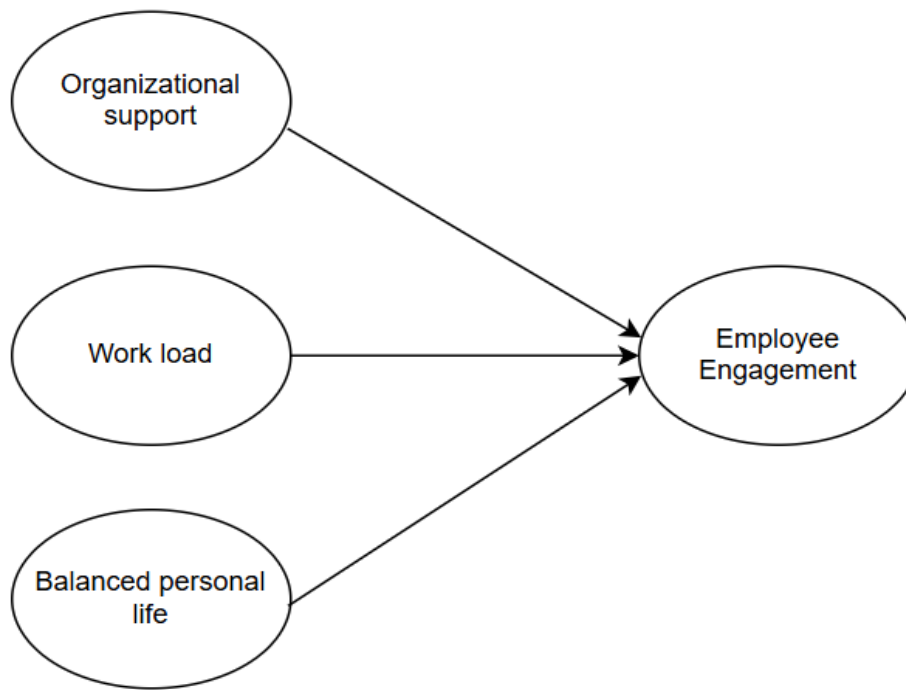 Organizational
support
Work load
Employee
Engagement
Balanced personal
life